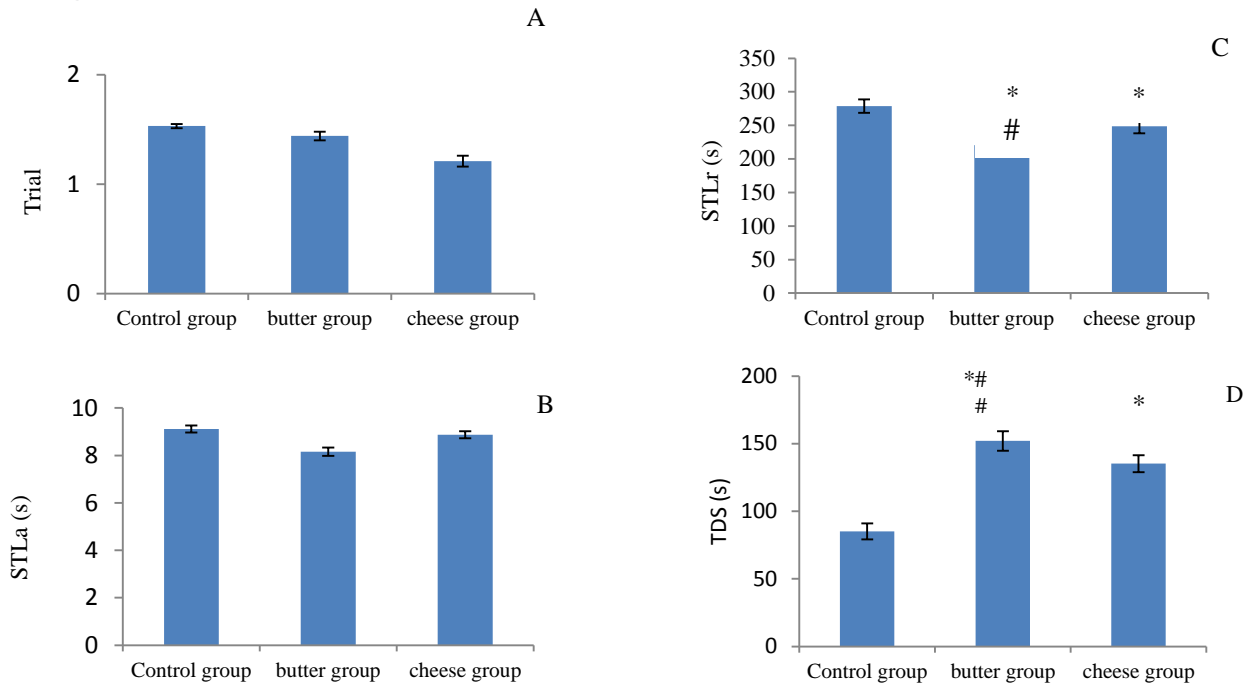 A
2
1
0
Trial
Control group butter group cheese group
B
10
8
6
4
2
0
STLa (s)
Control group butter group cheese group
C
350
300
250
200
150
100
50
0
STLr (s)
*
#
*
Control group butter group cheese group
D
200
150
100
50
0
TDS (s)
*#
#
*
Control group butter group cheese group